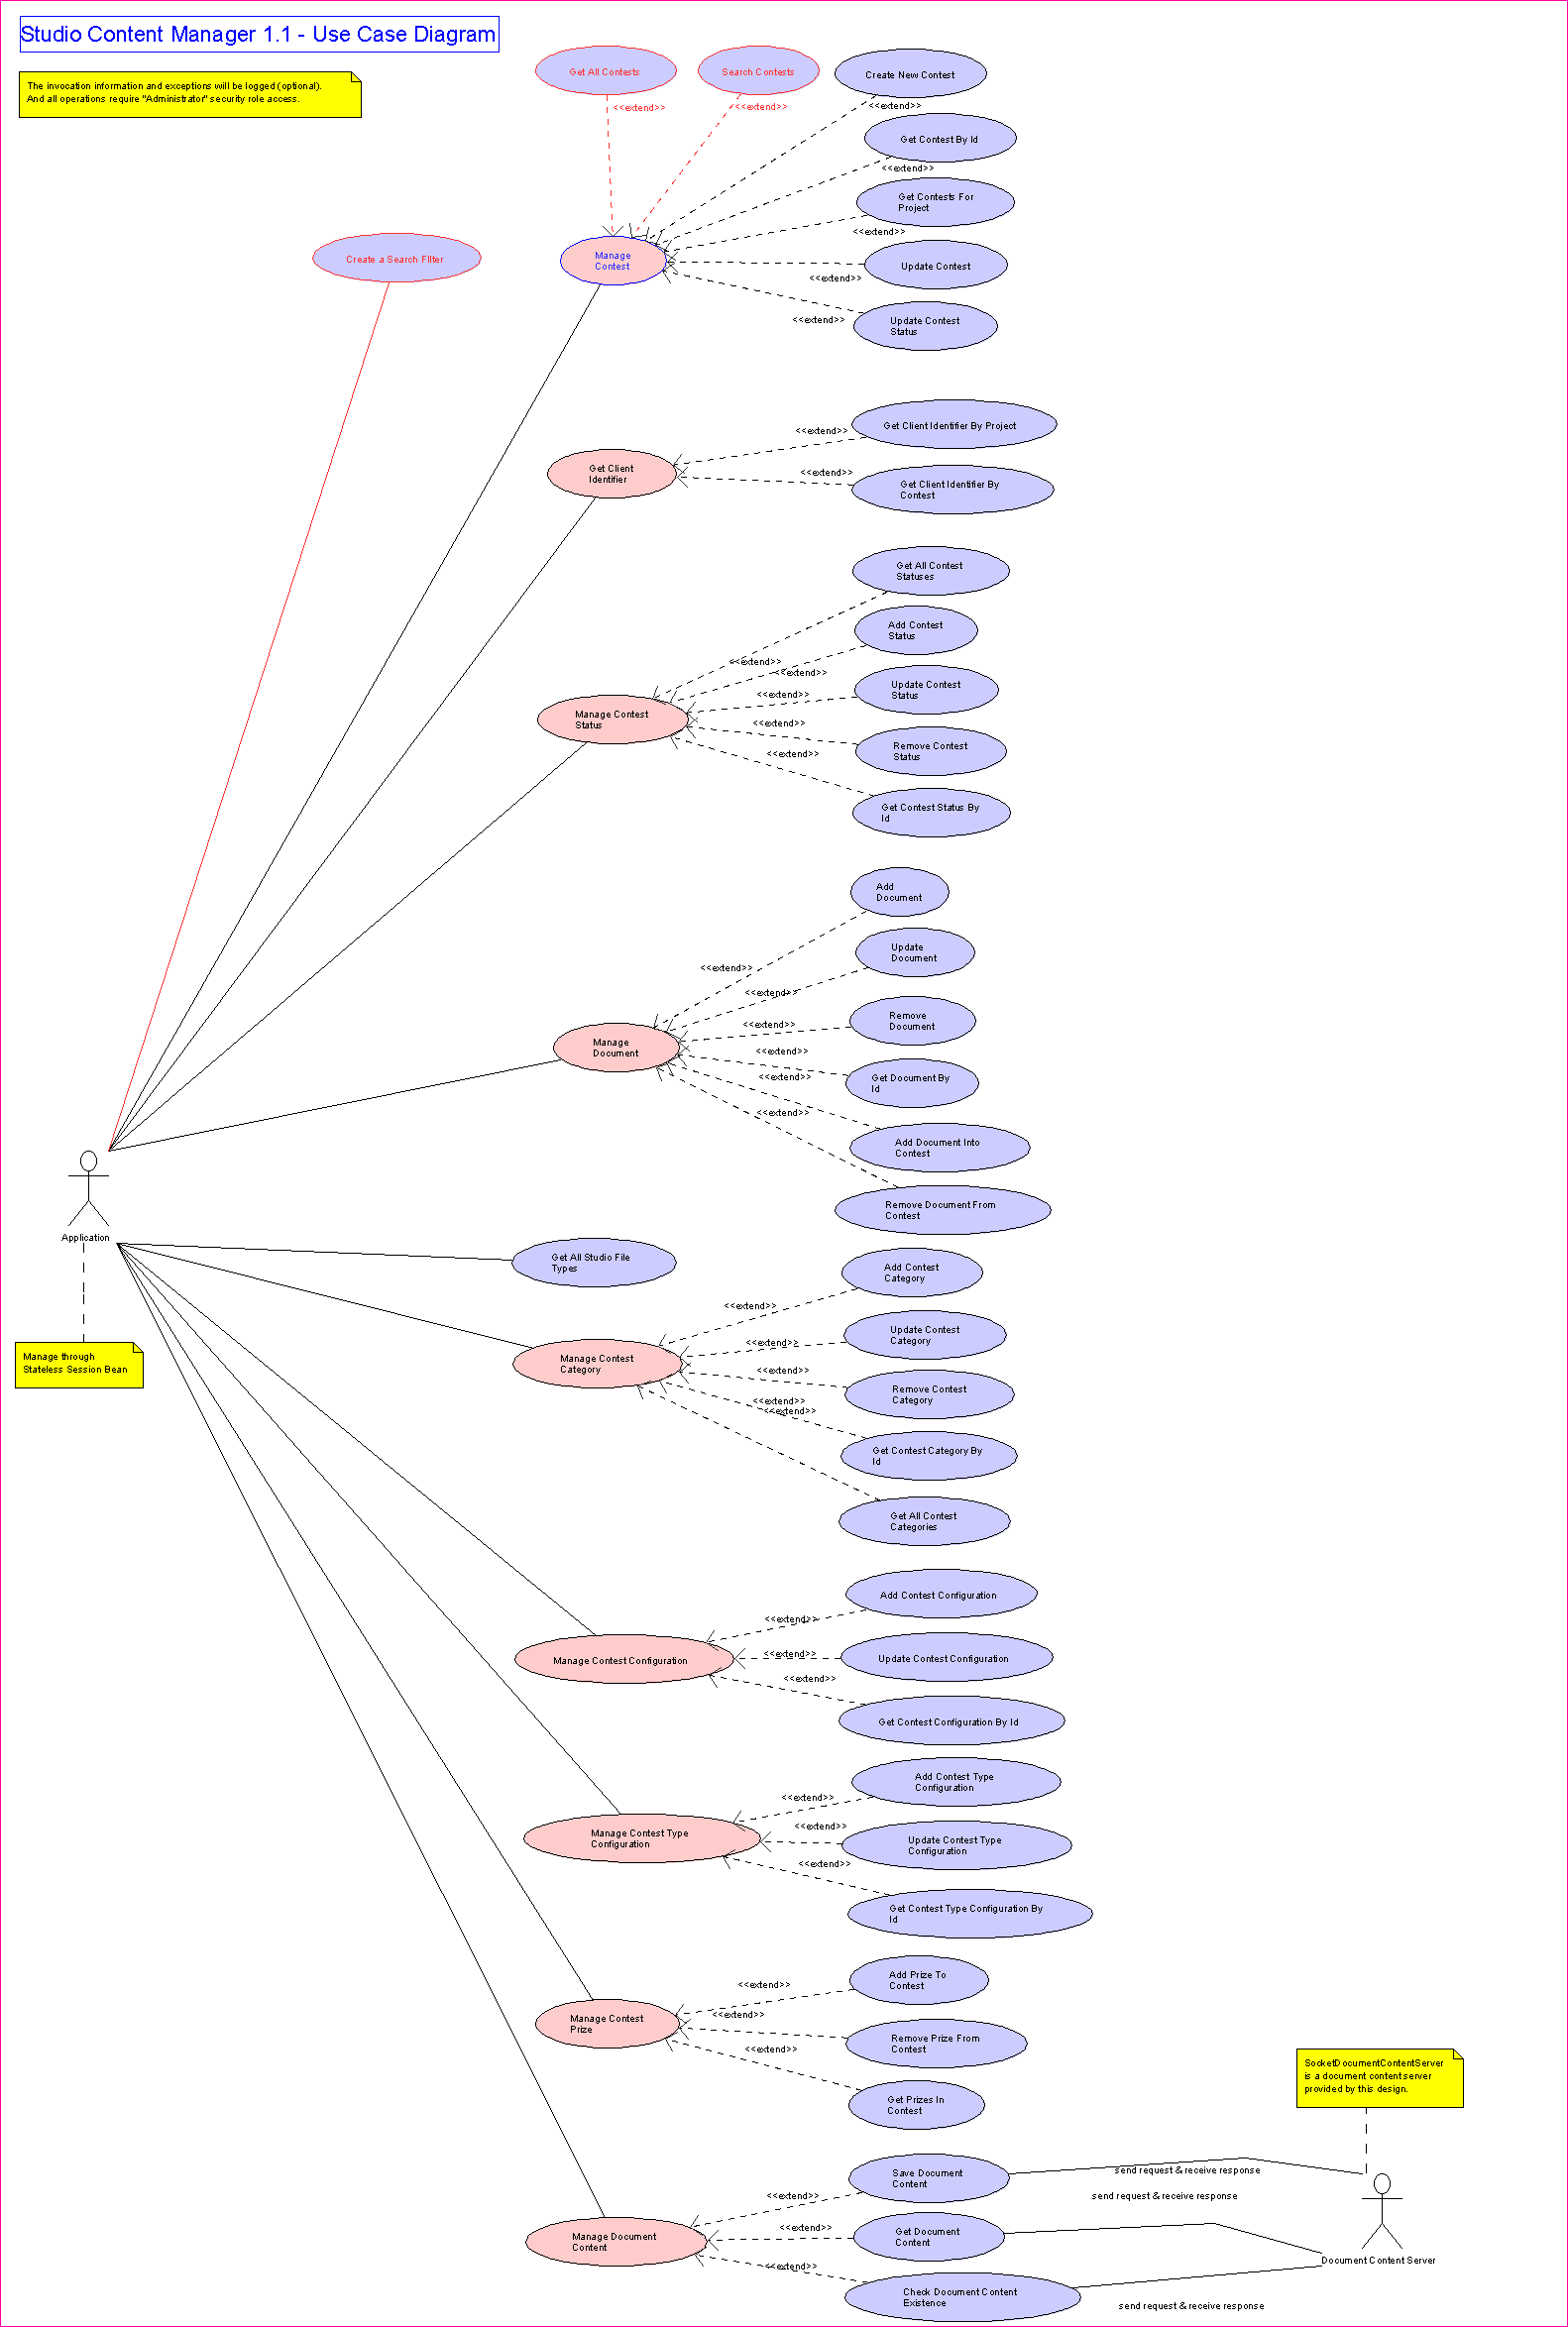 Studio Content Manager 1.1 - Use Case Diagram
The invocation information and exceptions will be logged (optional).
And all operations require "Administrator" security role access.
Get All Contests
Search Contests
Create New Contest
<<extend>>
<<extend>>
<<extend>>
Get Contest By Id
<<extend>>
Get Contests For
Project
<<extend>>
Create a Search Filter
Manage
Contest
Update Contest
<<extend>>
Update Contest
Status
<<extend>>
Get Client Identifier By Project
<<extend>>
Get Client
Identifier
<<extend>>
Get Client Identifier By
Contest
Get All Contest
Statuses
Add Contest
Status
<<extend>>
<<extend>>
Update Contest
Status
<<extend>>
Manage Contest
Status
<<extend>>
Remove Contest
Status
<<extend>>
Get Contest Status By
Id
Add
Document
Update
Document
<<extend>>
<<extend>>
Remove
Document
<<extend>>
Manage
Document
<<extend>>
Get Document By
Id
<<extend>>
<<extend>>
Add Document Into
Contest
Remove Document From
Contest
Application
Get All Studio File
Types
Add Contest
Category
<<extend>>
Update Contest
Category
<<extend>>
Manage through
Stateless Session Bean
Manage Contest
Category
<<extend>>
Remove Contest
Category
<<extend>>
<<extend>>
Get Contest Category By
Id
Get All Contest
Categories
Add Contest Configuration
<<extend>>
Manage Contest Configuration
<<extend>>
Update Contest Configuration
<<extend>>
Get Contest Configuration By Id
Add Contest Type
Configuration
<<extend>>
<<extend>>
Manage Contest Type
Configuration
Update Contest Type
Configuration
<<extend>>
Get Contest Type Configuration By
Id
Add Prize To
Contest
<<extend>>
<<extend>>
Manage Contest
Prize
Remove Prize From
Contest
<<extend>>
Get Prizes In
Contest
SocketDocumentContentServer
is a document content server
provided by this design.
Save Document
Content
send request & receive response
<<extend>>
send request & receive response
Manage Document
Content
<<extend>>
Get Document
Content
Document Content Server
<<extend>>
Check Document Content
Existence
send request & receive response